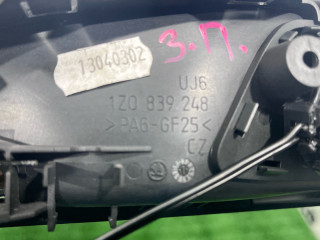 13040302
З.П.
UJ6
1Z0 839 248
>PA6-GF25<
CZ